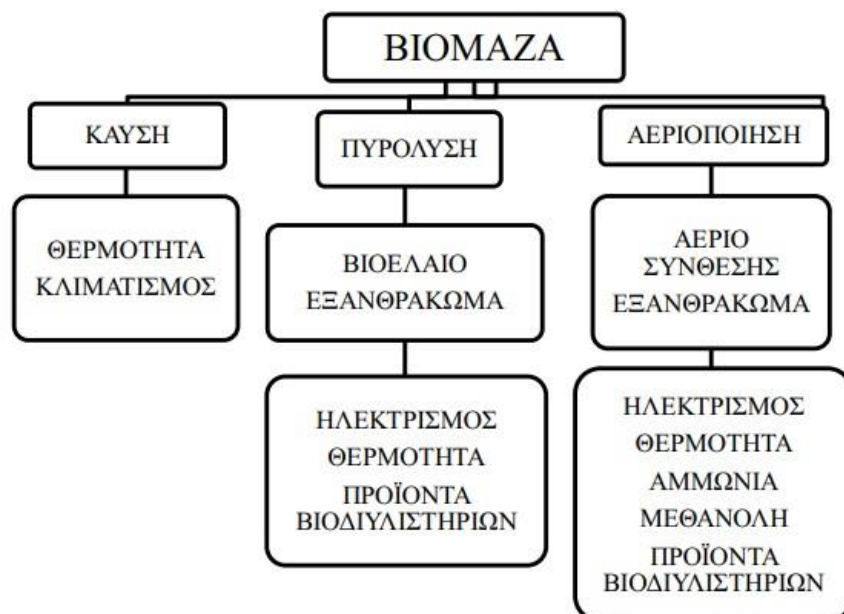 ΒΙΟΜΑΖΑ
ΚΑΥΣΗ
ΘΕΡΜΟΤΗΤΑ
ΚΛΙΜΑΤΙΣΜΟΣ
ΠΥΡΟΛΥΣΗ
ΒΙΟΕΛΑΙΟ
ΕΞΑΝΘΡΑΚΩΜΑ
ΗΛΕΚΤΡΙΣΜΟΣ
ΘΕΡΜΟΤΗΤΑ
ΠΡΟΪΟΝΤΑ
ΒΙΟΔΙΥΛΙΣΤΗΡΙΩΝ
ΑΕΡΙΟΠΟΙΗΣΗ
ΑΕΡΙΟ
ΣΥΝΘΕΣΗΣ
ΕΞΑΝΘΡΑΚΩΜΑ
ΗΛΕΚΤΡΙΣΜΟΣ
ΘΕΡΜΟΤΗΤΑ
ΑΜΜΩΝΙΑ
ΜΕΘΑΝΟΛΗ
ΠΡΟΪΟΝΤΑ
ΒΙΟΔΙΥΛΙΣΤΗΡΙΩΝ